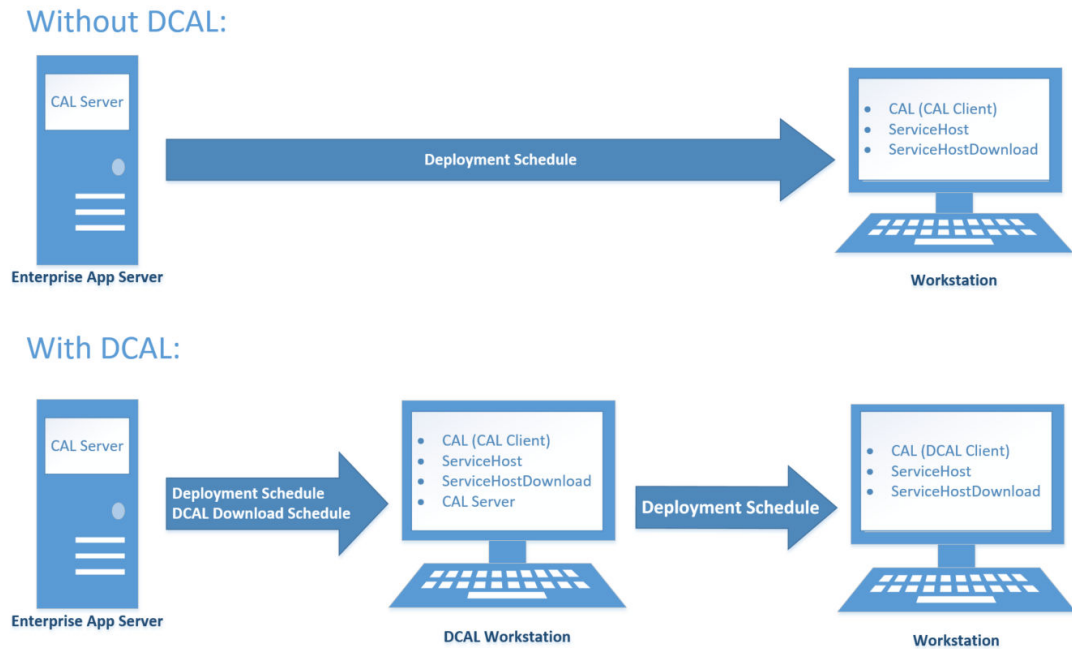 Without DCAL:
CAL Server
Deployment Schedule
• CAL (CAL Client)
• ServiceHost
• ServiceHostDownload
Enterprise App Server
Workstation
With DCAL:
CAL Server
Deployment Schedule
DCAL Download Schedule
• CAL (CAL Client)
• ServiceHost
• ServiceHostDownload
• CAL Server
Deployment Schedule
• CAL (DCAL Client)
• ServiceHost
• ServiceHostDownload
Enterprise App Server
DCAL Workstation
Workstation